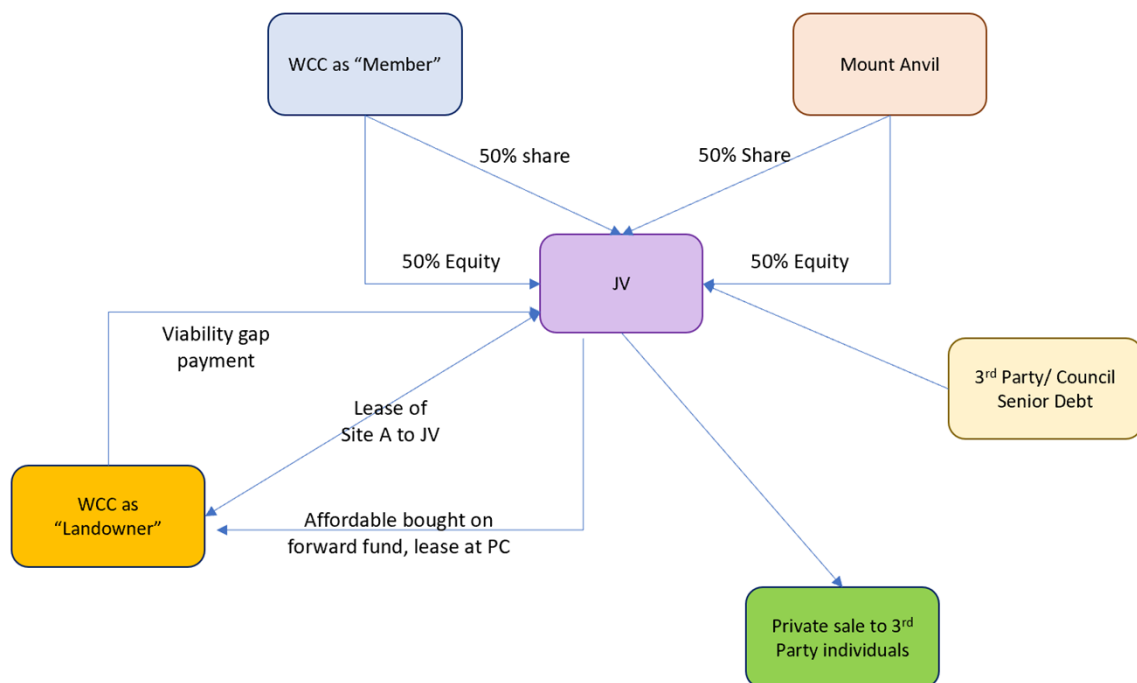 WCC as “Member”
Mount Anvil
50% share
50% Share
JV
50% Equity
50% Equity
Viability gap
payment
3rd Party/ Council
Senior Debt
Lease of
Site A to JV
WCC as
“Landowner”
Affordable bought on
forward fund, lease at PC
Private sale to 3rd
Party individuals